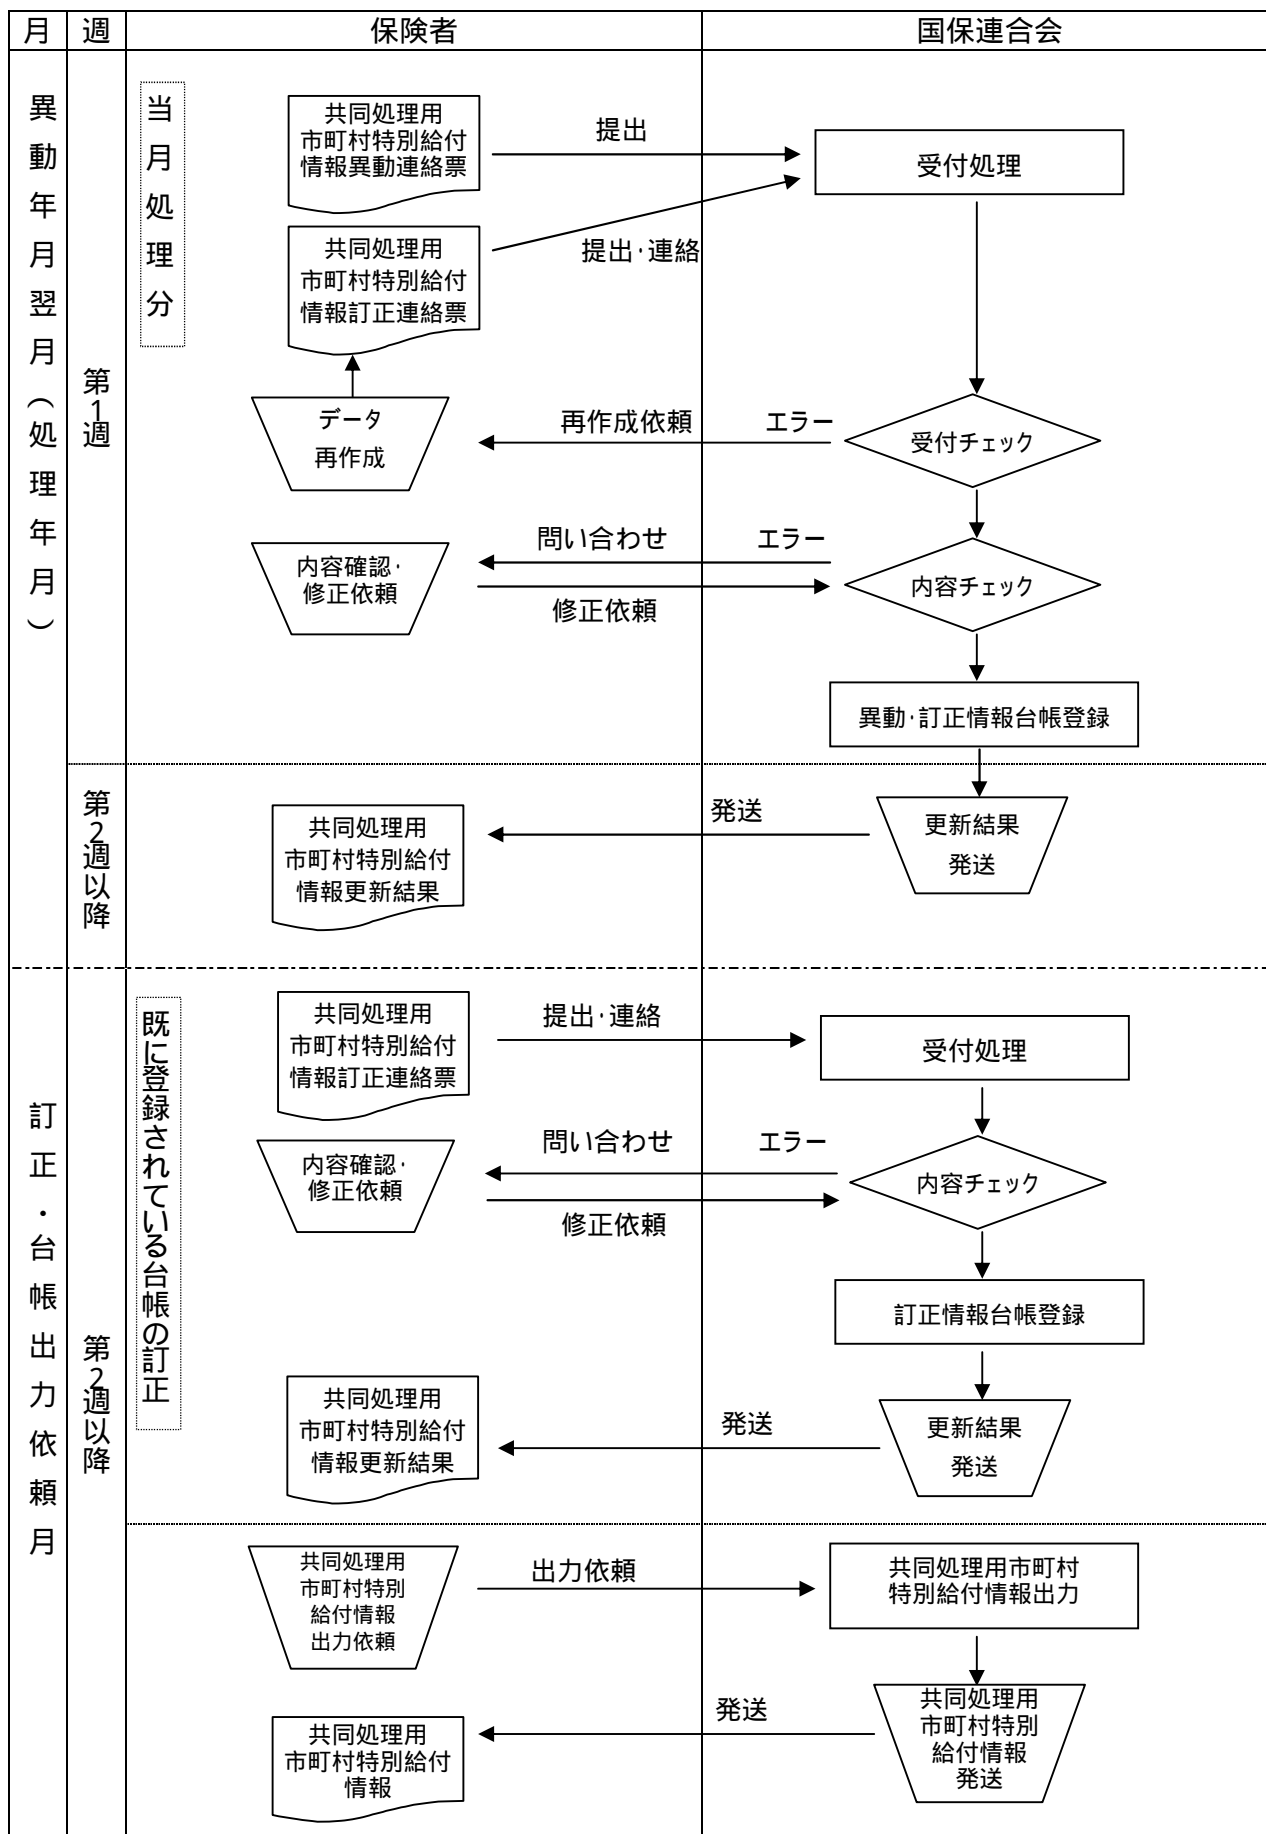 月
週
保険者
国保連合会
異動年月翌月(処理年月)
第1週
当月処理分
共同処理用
市町村特別給付
情報異動連絡票
提出
受付処理
共同処理用
市町村特別給付
情報訂正連絡票
提出・連絡
データ
再作成
再作成依頼
エラー
受付チェック
内容確認・
修正依頼
問い合わせ
エラー
修正依頼
内容チェック
異動・訂正情報台帳登録
第2週以降
共同処理用
市町村特別給付
情報更新結果
発送
更新結果
発送
訂正・台帳出力依頼月
第2週以降
既に登録されている台帳の訂正
共同処理用
市町村特別給付
情報訂正連絡票
提出・連絡
受付処理
内容確認・
修正依頼
問い合わせ
エラー
修正依頼
内容チェック
訂正情報台帳登録
共同処理用
市町村特別給付
情報更新結果
発送
更新結果
発送
共同処理用
市町村特別
給付情報
出力依頼
出力依頼
共同処理用市町村
特別給付情報出力
共同処理用
市町村特別給付
情報
発送
共同処理用
市町村特別
給付情報
発送